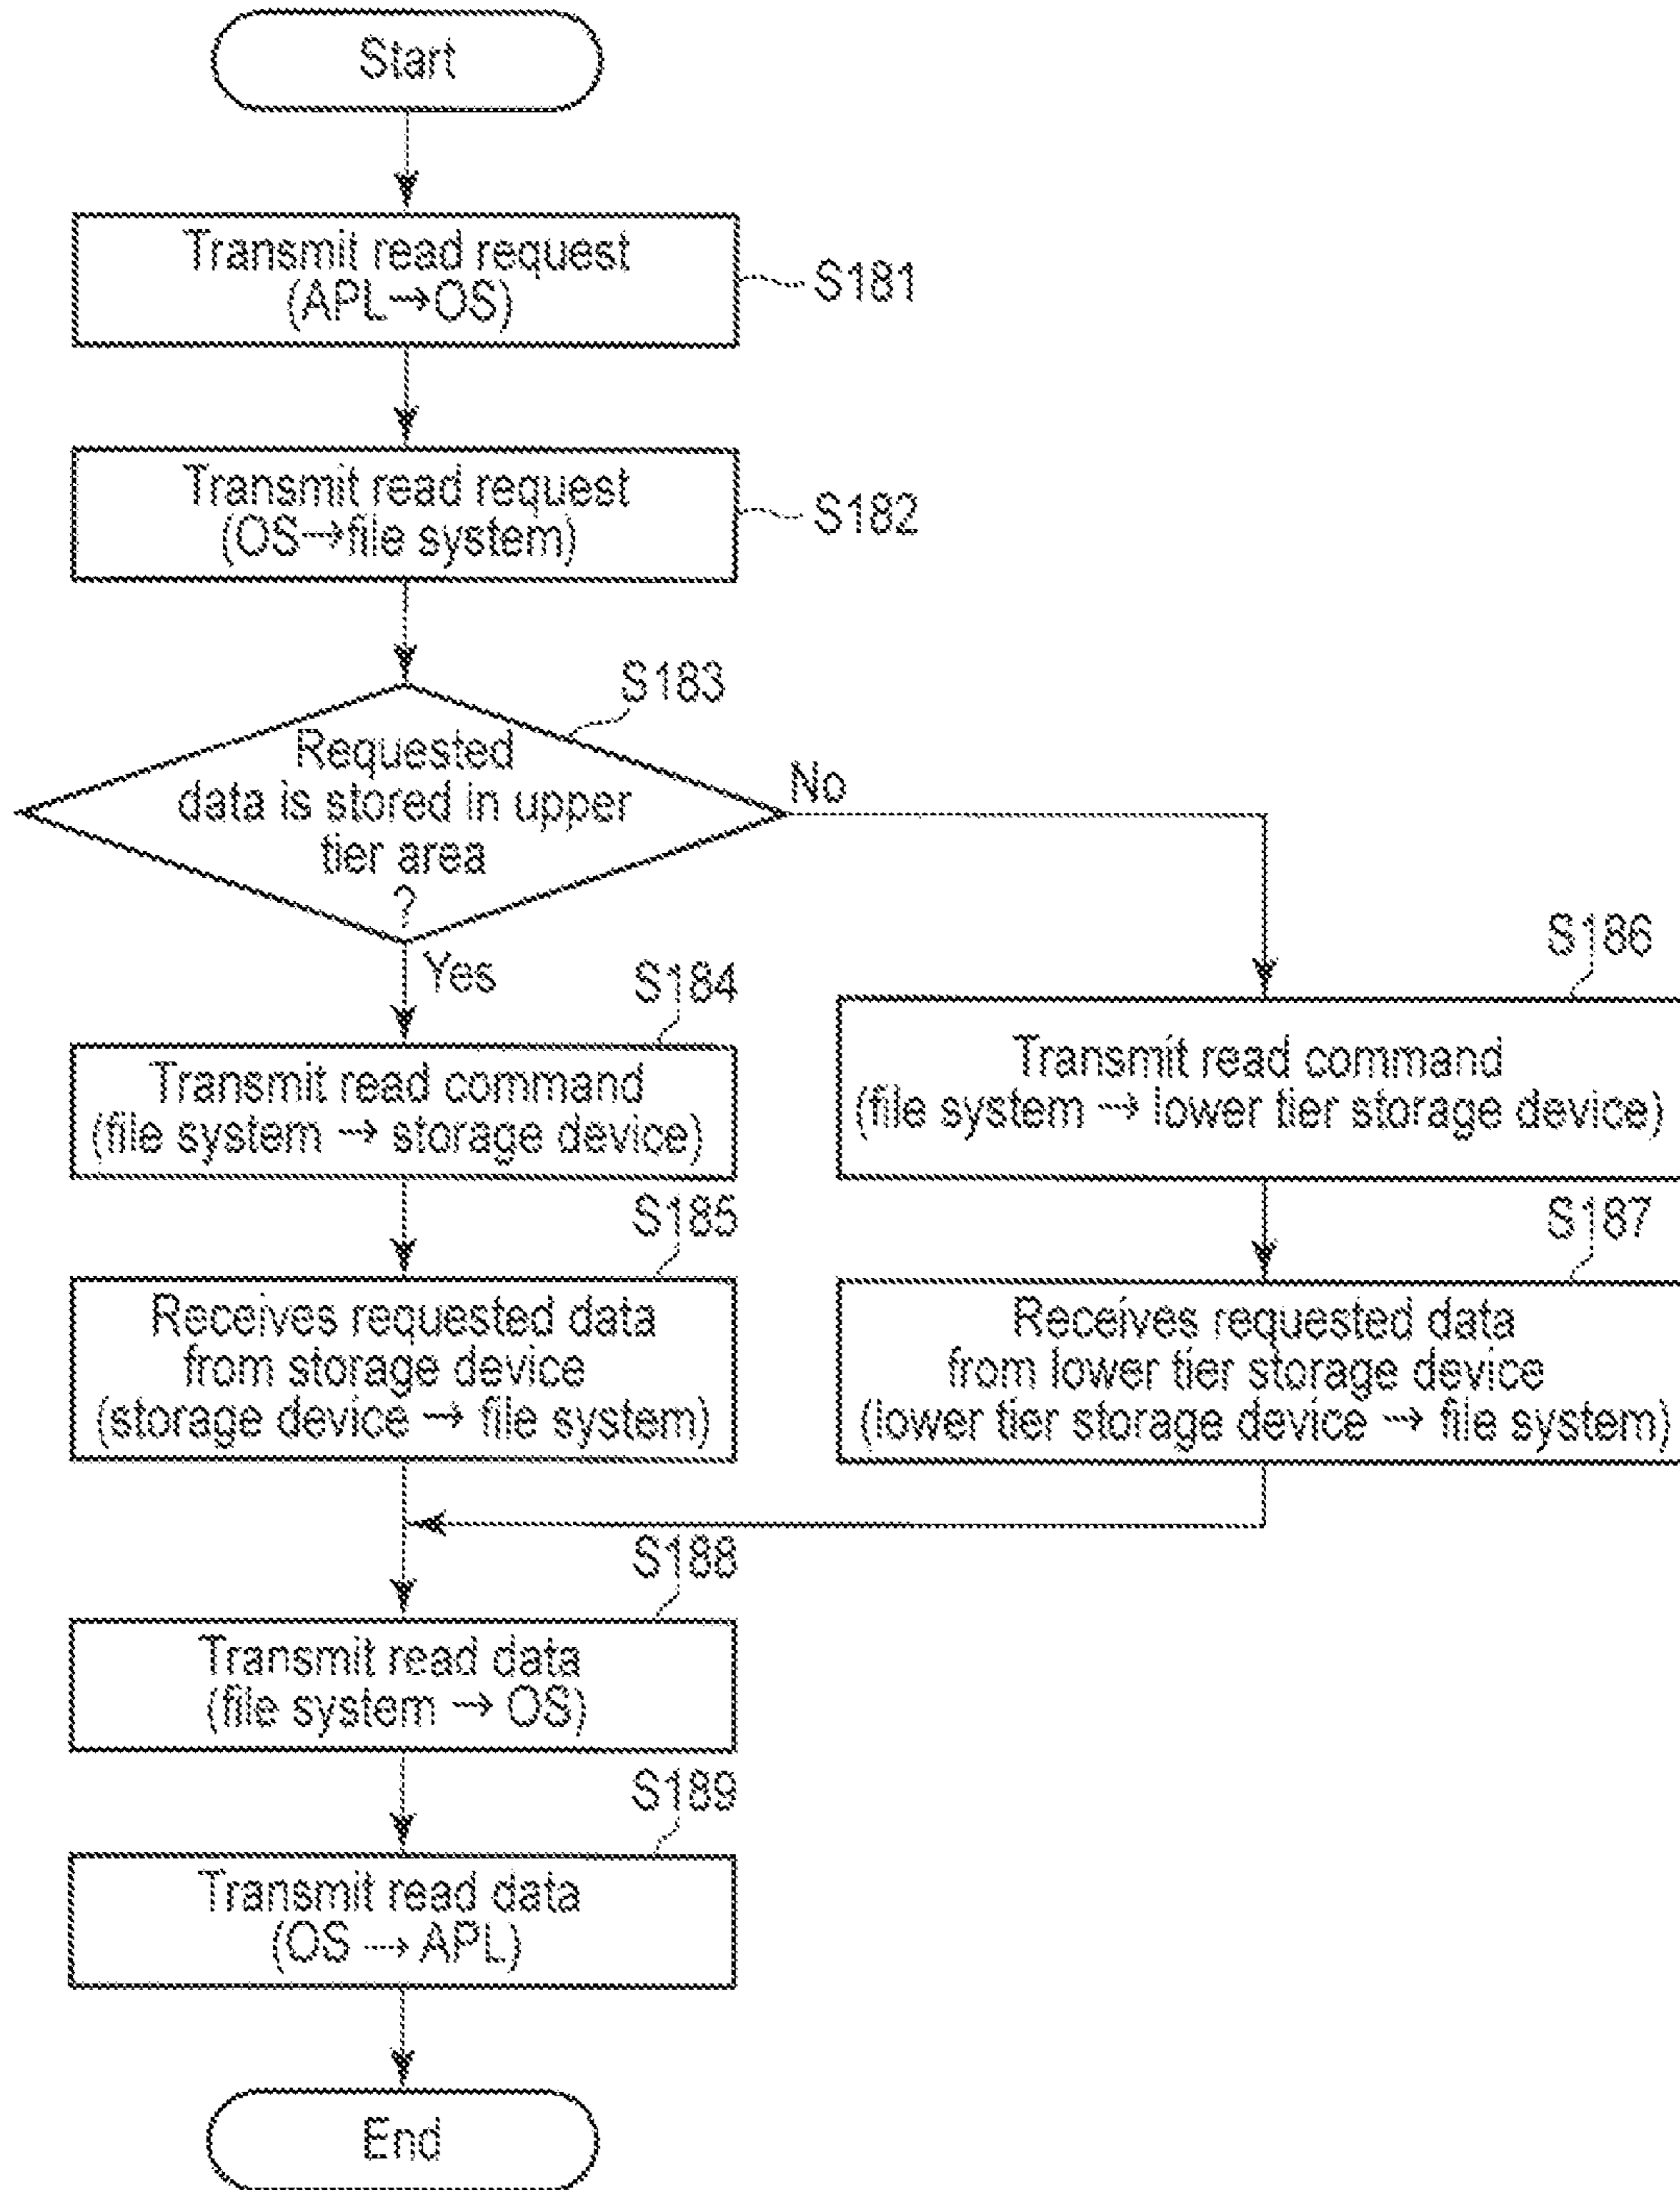 Start
Transmit read request
(APL→OS)
S181
Transmit read request
(OS→file system)
S182
S183
Requested
data is stored in upper
tier area
?
No
Yes
S184
Transmit read command
(file system → storage device)
S186
Transmit read command
(file system → lower tier storage device)
S185
Receives requested data
from storage device
(storage device → file system)
S187
Receives requested data
from lower tier storage device
(lower tier storage device → file system)
S188
Transmit read data
(file system → OS)
S189
Transmit read data
(OS → APL)
End